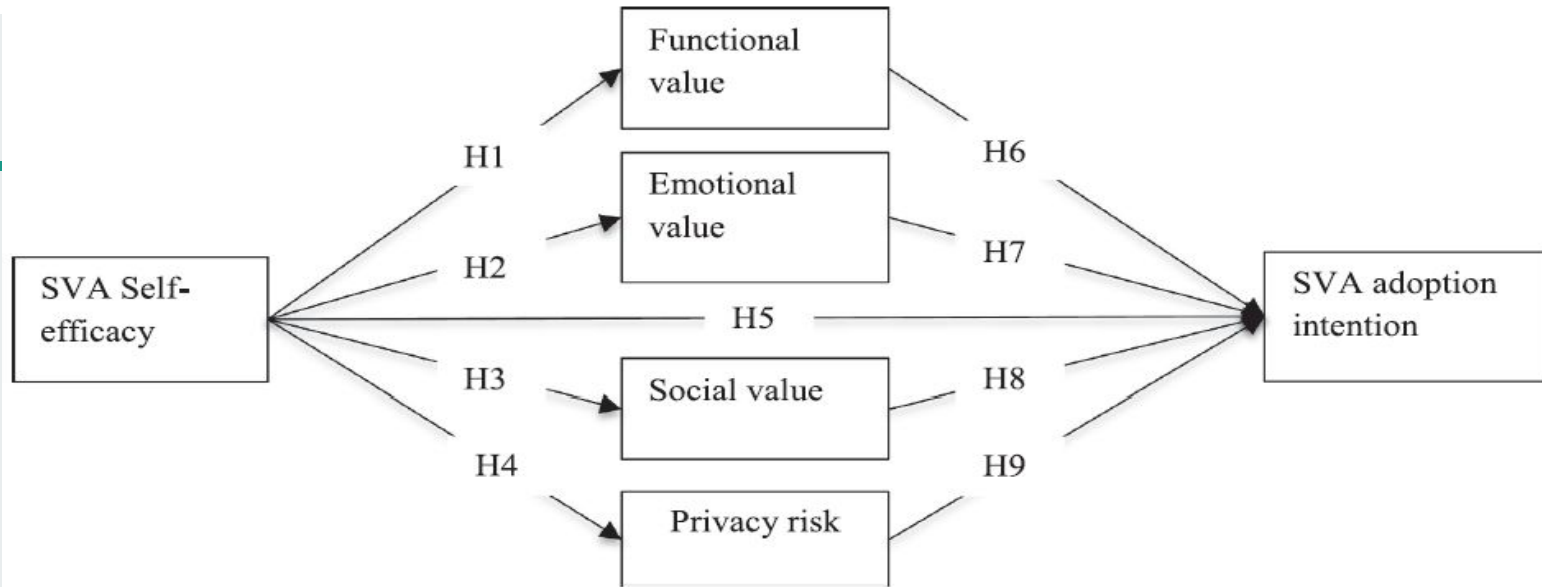 Functional
value
H1
H6
Emotional
value
H2
H7
SVA Self-
efficacy
H5
SVA adoption
intention
H3
Social value
H8
H4
H9
Privacy risk